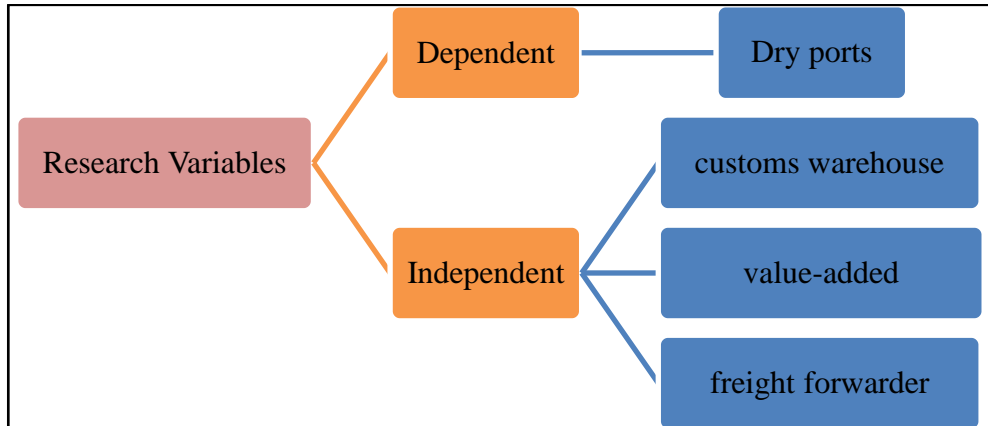 Research Variables
Dependent
Dry ports
Independent
customs warehouse
value-added
freight forwarder